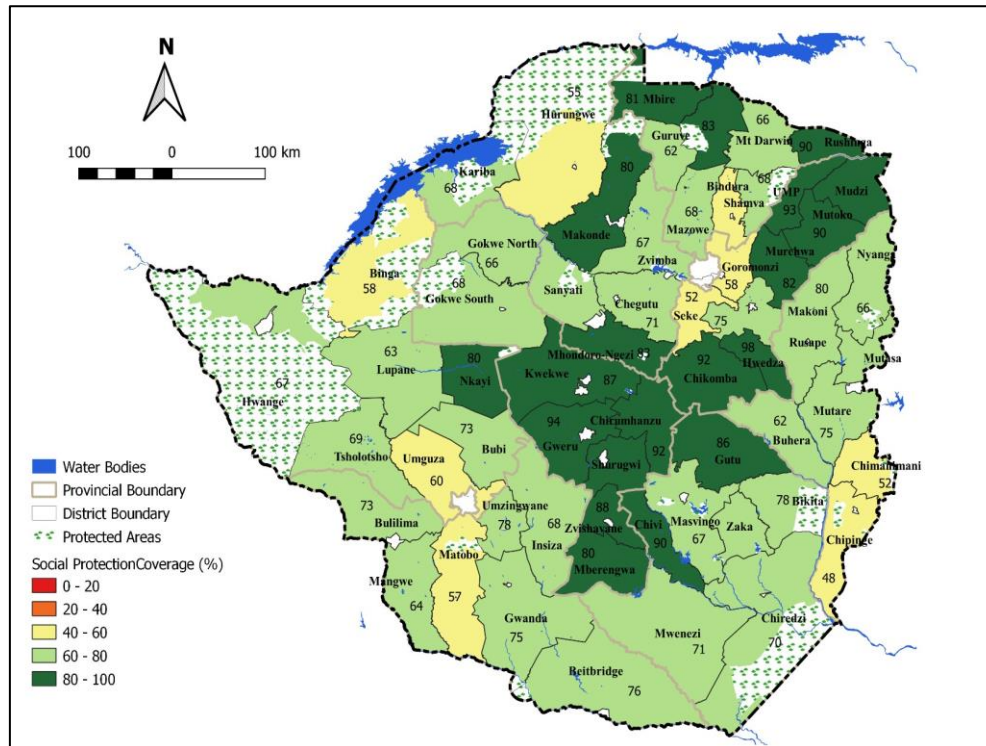 N
100 0 100 km
55
Hurungwe
81
Mbire
83
66
Mt Darwin
90
Rushinga
Guruve
62
80
Kariba
68
68
UMP
Bindura
Shamva
93
Mudzi
Mutoko
90
68
Mazowe
Makonde
67
Zvimba
Murehwa
82
Nyanga
Gokwe North
66
Goromonzi
58
80
Makoni
Binga
58
68
Gokwe South
Sanyati
Chegutu
71
52
Seke
75
66
Rusape
Mutasa
63
Lupane
80
Nkayi
Mhondoro-Ngezi
83
Kwekwe
87
92
Chikomba
98
Hwedza
67
Hwange
Mutare
75
73
Bubi
94
Gweru
Chirumhanzu
92
Shurugwi
86
Gutu
62
Buhera
69
Tsholotsho
Umguza
60
Chimanimani
52
73
Bulilima
Umzingwane
78
68
Insiza
88
Zvishavane
Chivi
90
Masvingo
67
Zaka
78
Bikita
Chipinge
48
Matobo
57
80
Mberengwa
Mangwe
64
Gwanda
75
Mwenezi
71
Chiredzi
70
Beitbridge
76
Water Bodies
Provincial Boundary
District Boundary
Protected Areas
Social ProtectionCoverage (%)
0 - 20
20 - 40
40 - 60
60 - 80
80 - 100